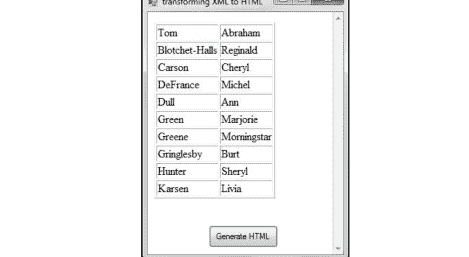 transforming XML to HTML
Tom Abraham
Blotchet-Halls Reginald
Carson Cheryl
DeFrance Michel
Dull Ann
Green Marjorie
Greene Morningstar
Gringlesby Burt
Hunter Sheryl
Karsen Livia
Generate HTML